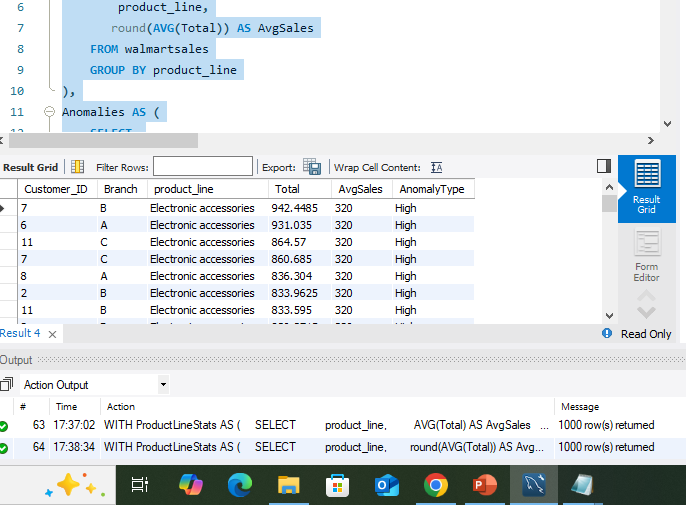 6 product_line,
7 round(AVG(Total)) AS AvgSales
8 FROM walmartsales
9 GROUP BY product_line
10 ),
11 Anomalies AS (
Result Grid Filter Rows: Export: Wrap Cell Content:
Customer_ID Branch product_line Total AvgSales AnomalyType
7 B Electronic accessories 942.4485 320 High
6 A Electronic accessories 931.035 320 High
11 C Electronic accessories 864.57 320 High
7 C Electronic accessories 860.685 320 High
8 A Electronic accessories 836.304 320 High
2 B Electronic accessories 833.9625 320 High
11 B Electronic accessories 833.595 320 High
Result
Grid
Form
Editor
Result 4 Read Only
Output
Action Output
# Time Action Message
63 17:37:02 WITH ProductLineStats AS ( SELECT product_line, AVG(Total) AS AvgSales ... 1000 row(s) returned
64 17:38:34 WITH ProductLineStats AS ( SELECT product_line, round(AVG(Total)) AS Avg... 1000 row(s) returned